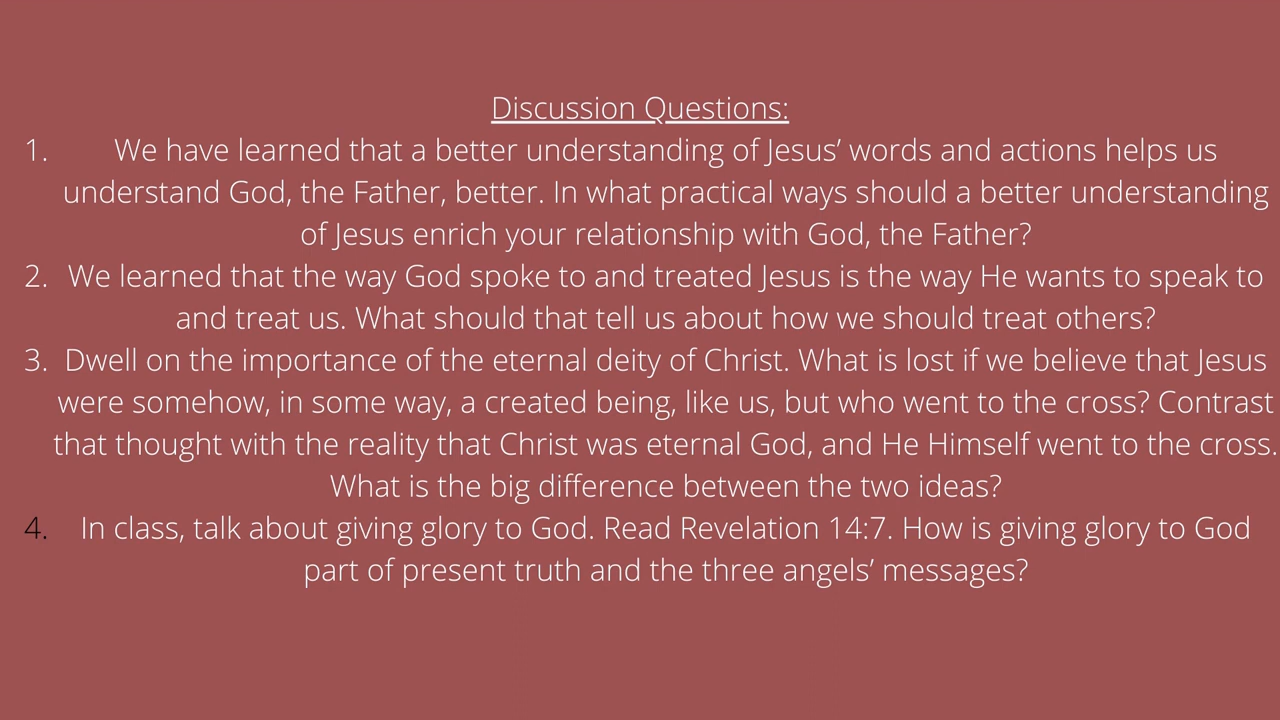 Discussion Questions:
1. We have learned that a better understanding of Jesus’ words and actions helps us
understand God, the Father, better. In what practical ways should a better understanding
of Jesus enrich your relationship with God, the Father?
2. We learned that the way God spoke to and treated Jesus is the way He wants to speak to
and treat us. What should that tell us about how we should treat others?
3. Dwell on the importance of the eternal deity of Christ. What is lost if we believe that Jesus
were somehow, in some way, a created being, like us, but who went to the cross? Contrast
that thought with the reality that Christ was eternal God, and He Himself went to the cross.
What is the big difference between the two ideas?
4. In class, talk about giving glory to God. Read Revelation 14:7. How is giving glory to God
part of present truth and the three angels’ messages?